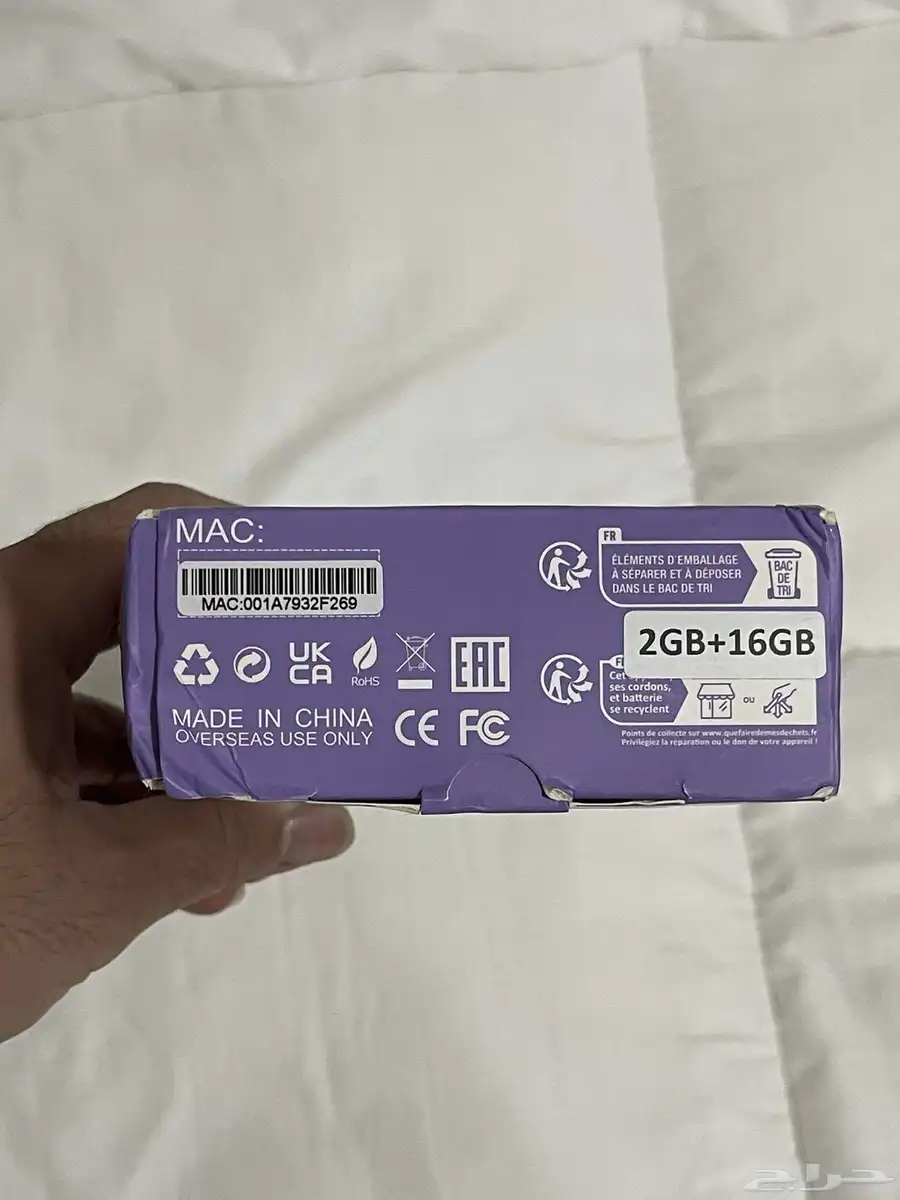 MAC:
MAC:001A7932F269
UK
CA
RoHS
EAC
MADE IN CHINA
OVERSEAS USE ONLY
CE FC
FR
ÉLÉMENTS D'EMBALLAGE
À SÉPARER ET À DÉPOSER
DANS LE BAC DE TRI
BAC
DE
TRI
2GB+16GB
Cet
ses cordons,
et batterie
se recyclent
OU
Points de collecte sur www.quefairedemesdechets.fr
Privilégiez la réparation ou le don de votre appareil !
حراج